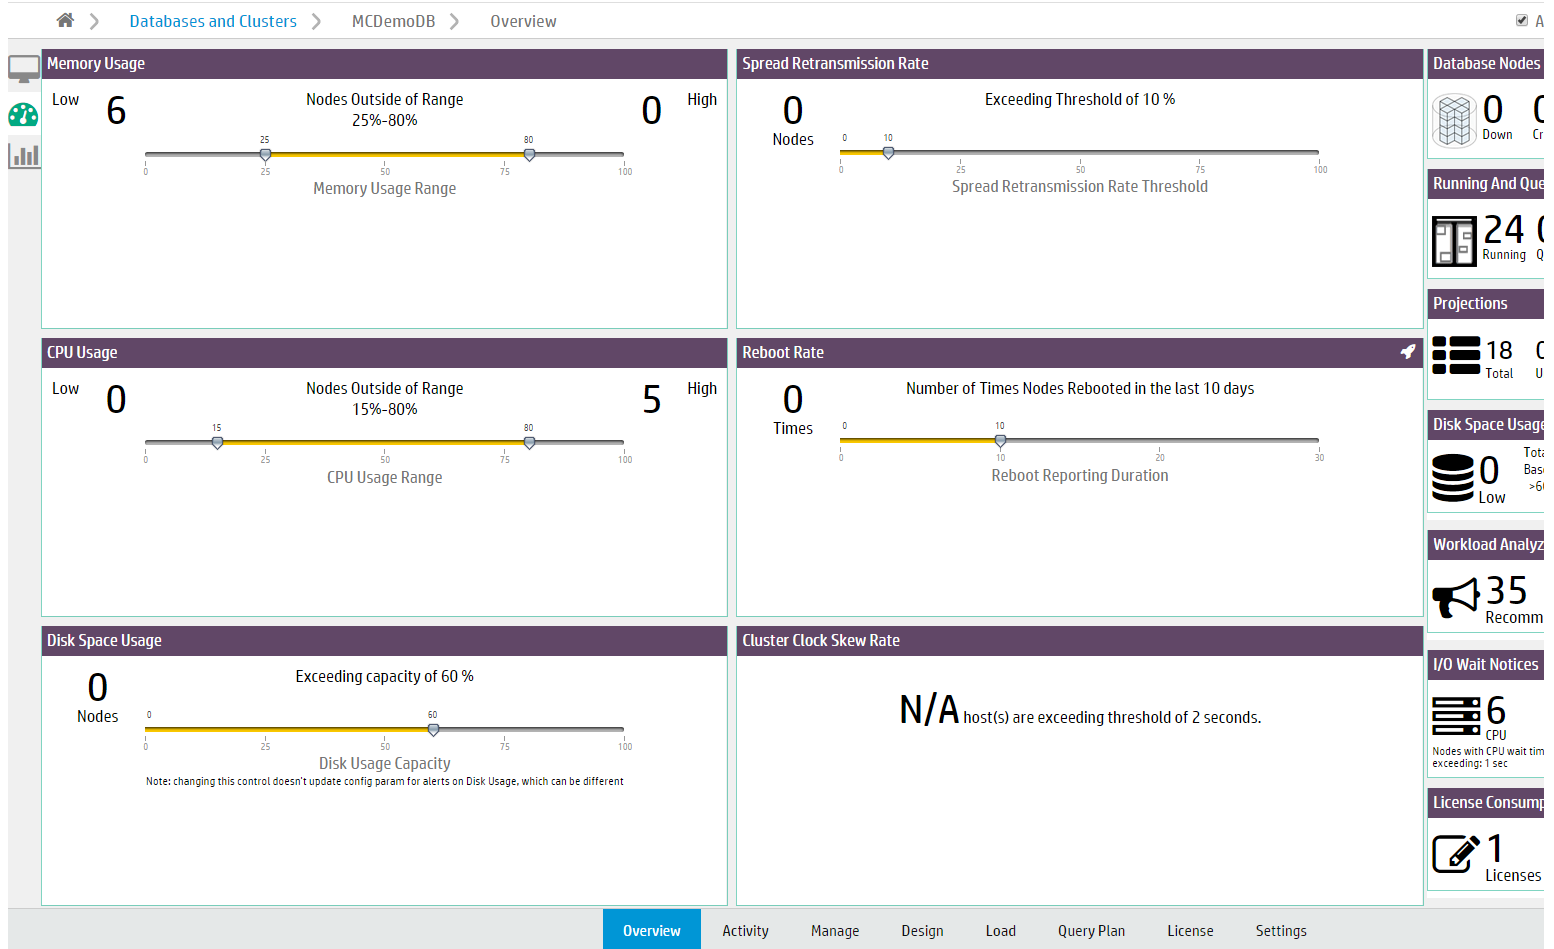 Databases and Clusters
MCDemoDB
Overview
Memory Usage
Low
6
Nodes Outside of Range
25%-80%
0
High
25
80
0
25
50
75
100
Memory Usage Range
Spread Retransmission Rate
0
Nodes
Exceeding Threshold of 10 %
0
10
0
25
50
75
100
Spread Retransmission Rate Threshold
CPU Usage
Low
0
Nodes Outside of Range
15%-80%
5
High
15
80
0
25
50
75
100
CPU Usage Range
Reboot Rate
0
Times
Number of Times Nodes Rebooted in the last 10 days
0
10
0
10
20
30
Reboot Reporting Duration
Disk Space Usage
0
Nodes
Exceeding capacity of 60 %
0
60
0
25
50
75
100
Disk Usage Capacity
Note: changing this control doesn't update config param for alerts on Disk Usage, which can be different
Cluster Clock Skew Rate
N/A host(s) are exceeding threshold of 2 seconds.
Database Nodes
0
Down
Running And
24
Running
Projections
18
Total
Disk Space Usage
0
Low
>6
Workload
35
I/O Wait Notices
6
CPU
Nodes with CPU wait
exceeding: 1 sec
License
1
Licenses
Overview
Activity
Manage
Design
Load
Query Plan
License
Settings